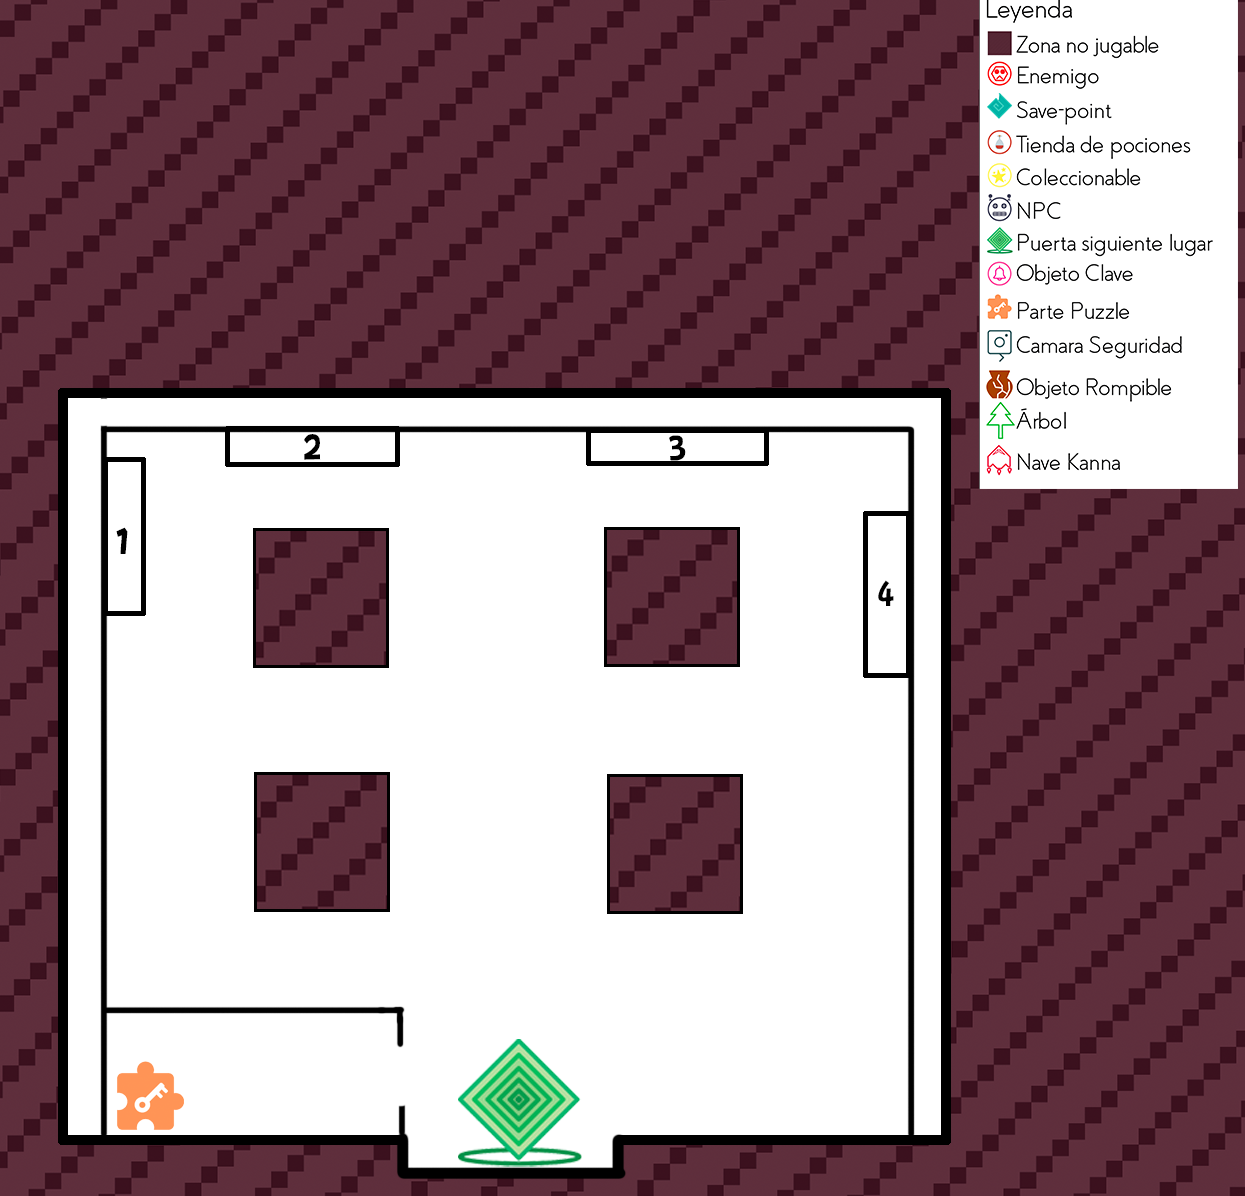 Leyenda
Zona no jugable
Enemigo
Save-point
Tienda de pociones
Coleccionable
NPC
Puerta siguiente lugar
Objeto Clave
Parte Puzzle
Camara Seguridad
Objeto Rompible
Árbol
Nave Kanna
2
3
1
4